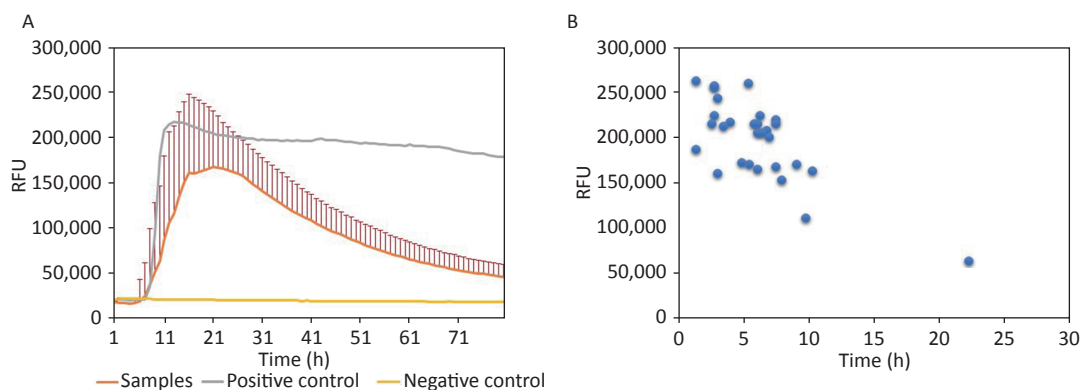 A
RFU
300,000
250,000
200,000
150,000
100,000
50,000
0
1 11 21 31 41 51 61 71
Time (h)
Samples Positive control Negative control
B
RFU
300,000
250,000
200,000
150,000
100,000
50,000
0
0 5 10 15 20 25 30
Time (h)